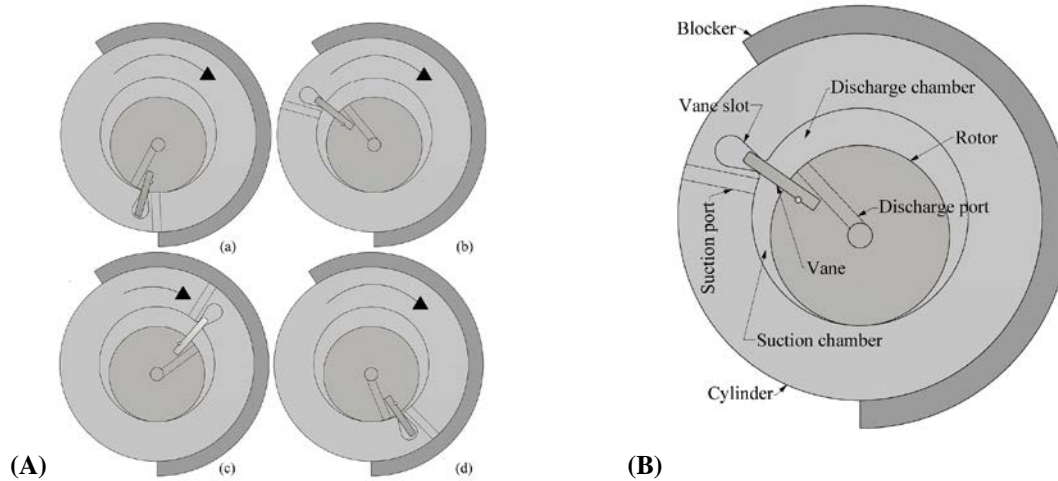 (a)
(b)
(c)
(d)
(A)
Blocker
Discharge chamber
Vane slot
Rotor
Discharge port
Suction port
Vane
Suction chamber
Cylinder
(B)